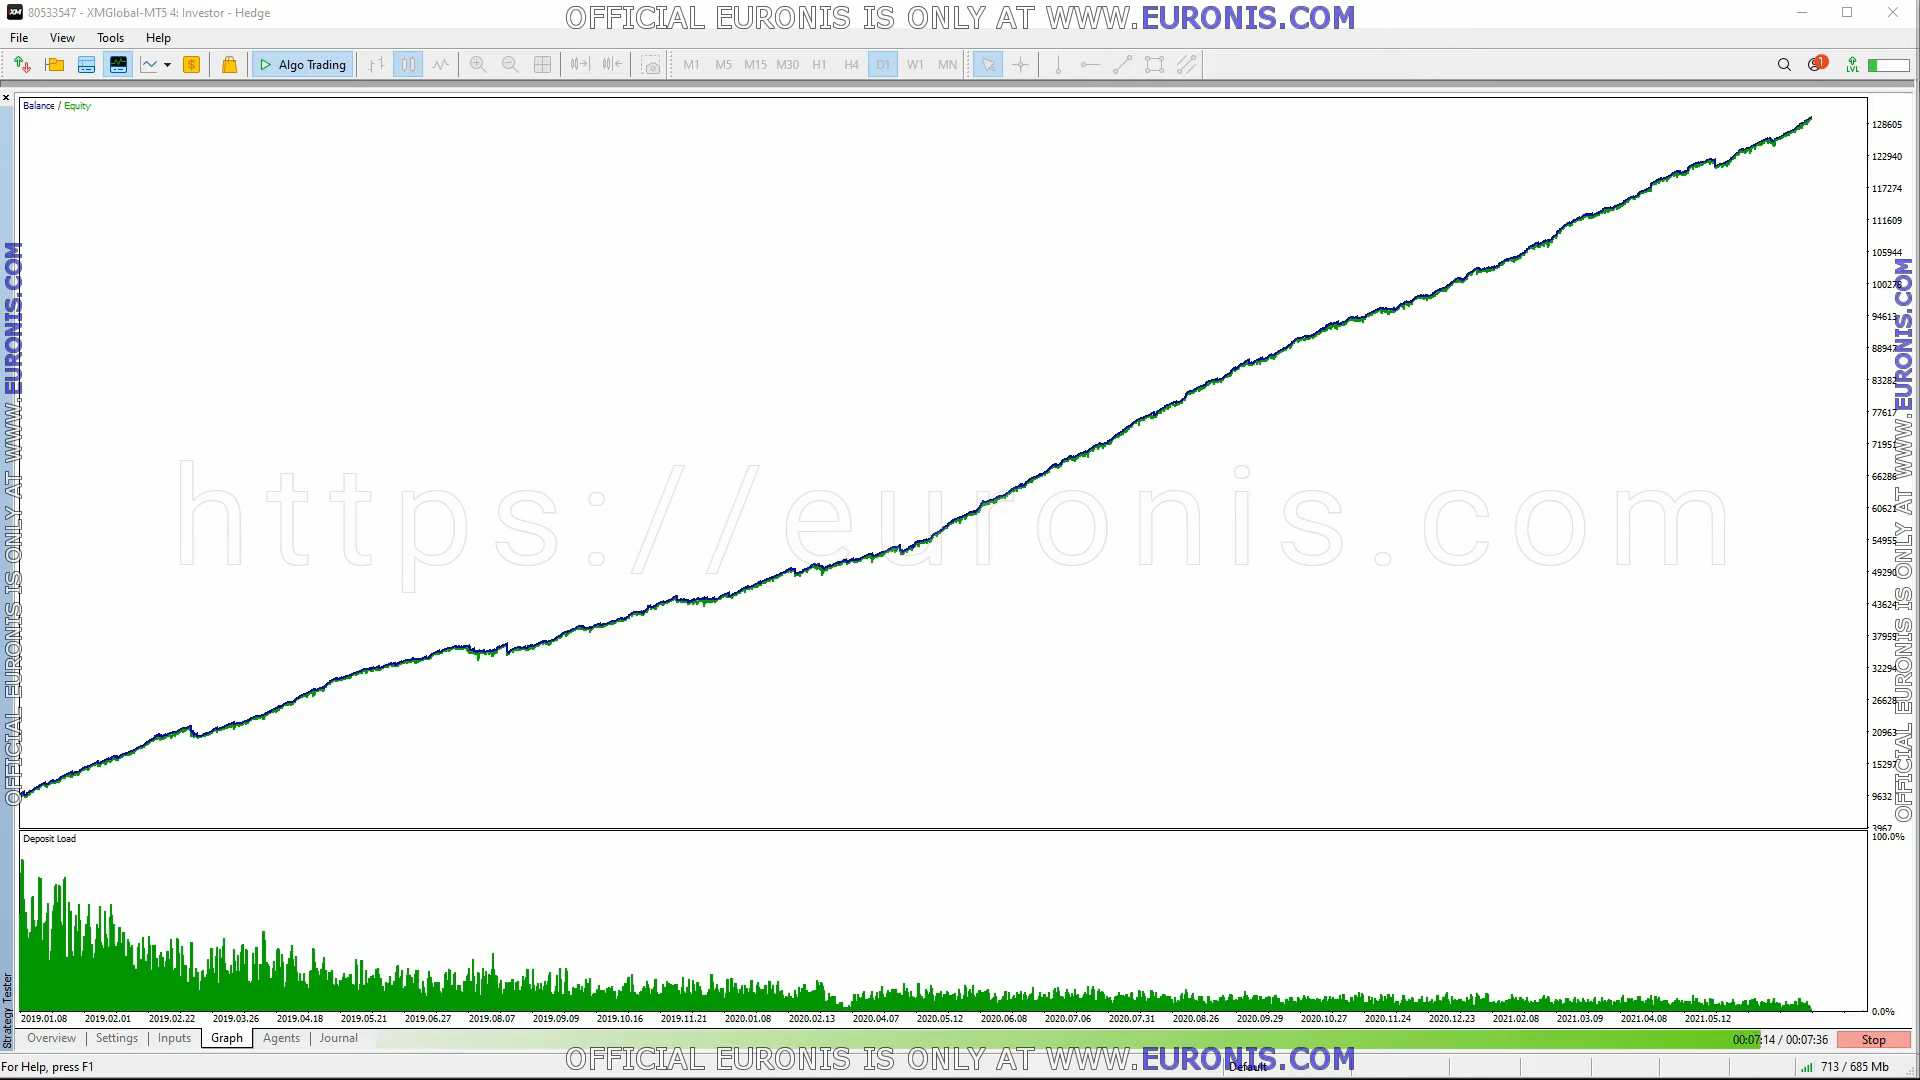 80533547 - XMGlobal-MT5 4: Investor - Hedge
OFFICIAL EURONIS IS ONLY AT WWW.EURONIS.COM
File View Tools Help
Algo Trading
M1 M5 M15 M30 H1 H4 D1 W1 MN
1
LVL
Balance / Equity
128605
122940
117274
111609
105944
100278
94613
88947
83282
77617
71951
66286
60621
54955
49290
43624
37959
32294
26628
20963
15297
9632
3967
https://euronis.com
OFFICIAL EURONIS IS ONLY AT WWW.EURONIS.COM
OFFICIAL EURONIS IS ONLY AT WWW.EURONIS.COM
Deposit Load
100.0%
0.0%
2019.01.08 2019.02.01 2019.02.22 2019.03.26 2019.04.18 2019.05.21 2019.06.27 2019.08.07 2019.09.09 2019.10.16 2019.11.21 2020.01.08 2020.02.13 2020.04.07 2020.05.12 2020.06.08 2020.07.06 2020.07.31 2020.08.26 2020.09.29 2020.10.27 2020.11.24 2020.12.23 2021.02.08 2021.03.09 2021.04.08 2021.05.12
Strategy Tester
Overview Settings Inputs Graph Agents Journal
00:07:14 / 00:07:36 Stop
OFFICIAL EURONIS IS ONLY AT WWW.EURONIS.COM
For Help, press F1
Default
713 / 685 Mb